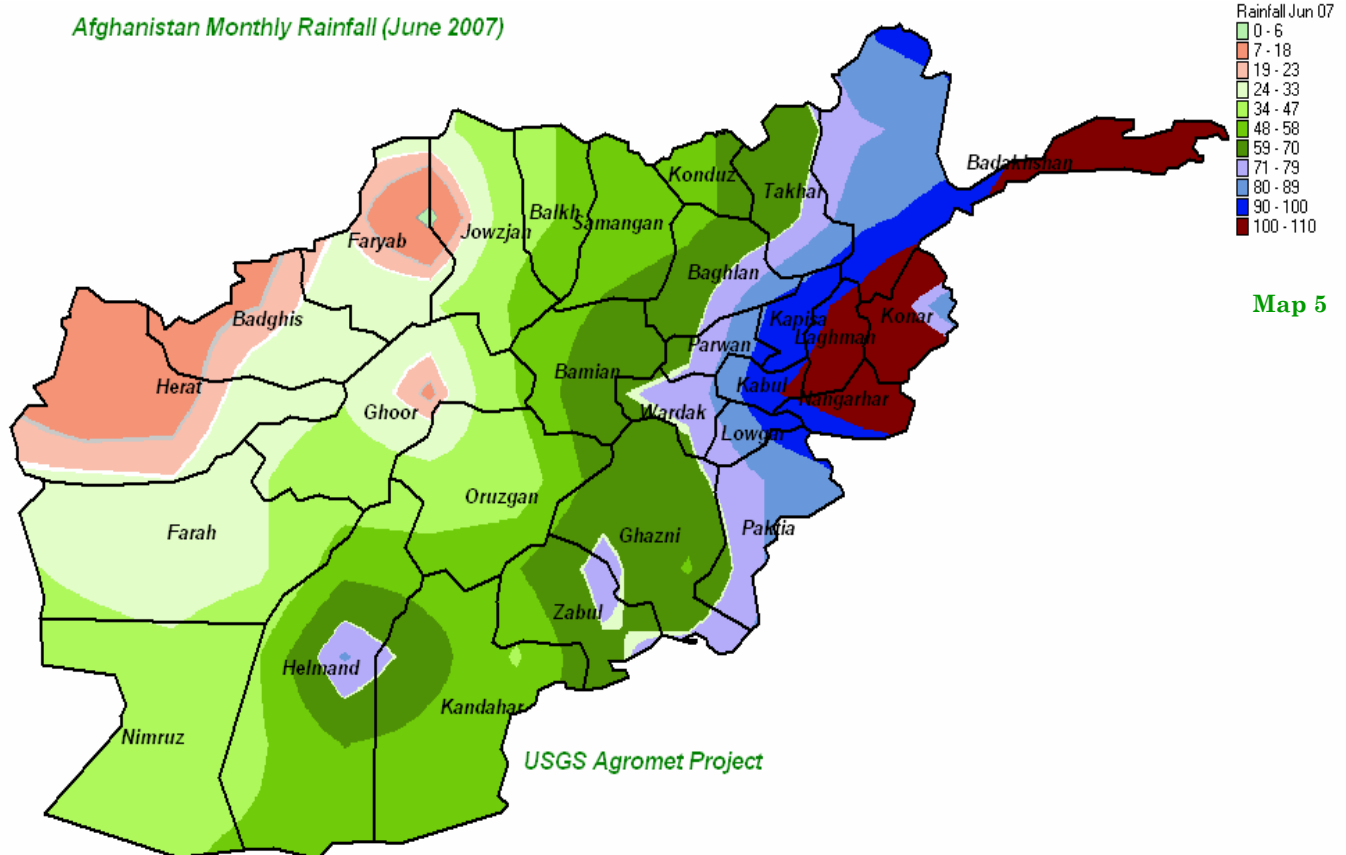 Afghanistan Monthly Rainfall (June 2007)
Rainfall Jun 07
0 - 6
7 - 18
19 - 23
24 - 33
34 - 47
48 - 58
59 - 70
71 - 79
80 - 89
90 - 100
100 - 110
Map 5
Badakhshan
Konduz
Takhar
Balkh
Samangan
Jowzjan
Faryab
Baghlan
Badghis
Kapisa
Konar
Laghman
Parwan
Bamian
Herat
Kabul
Nangarhar
Ghoor
Wardak
Lowgar
Oruzgan
Farah
Ghazni
Paktia
Zabul
Helmand
Kandahar
Nimruz
USGS Agromet Project